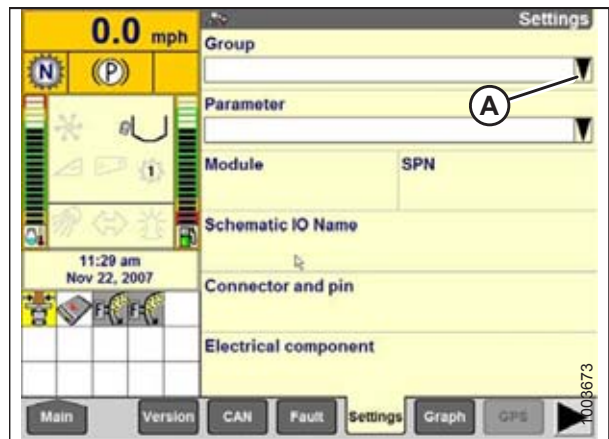 0.0 mph
Settings
Group
N
(P)
A
Parameter
1
Module
SPN
Schematic IO Name
11:29 am
Nov 22, 2007
Connector and pin
F
F
Electrical component
1003673
Main
Version
CAN
Fault
Settings
Graph
GPS